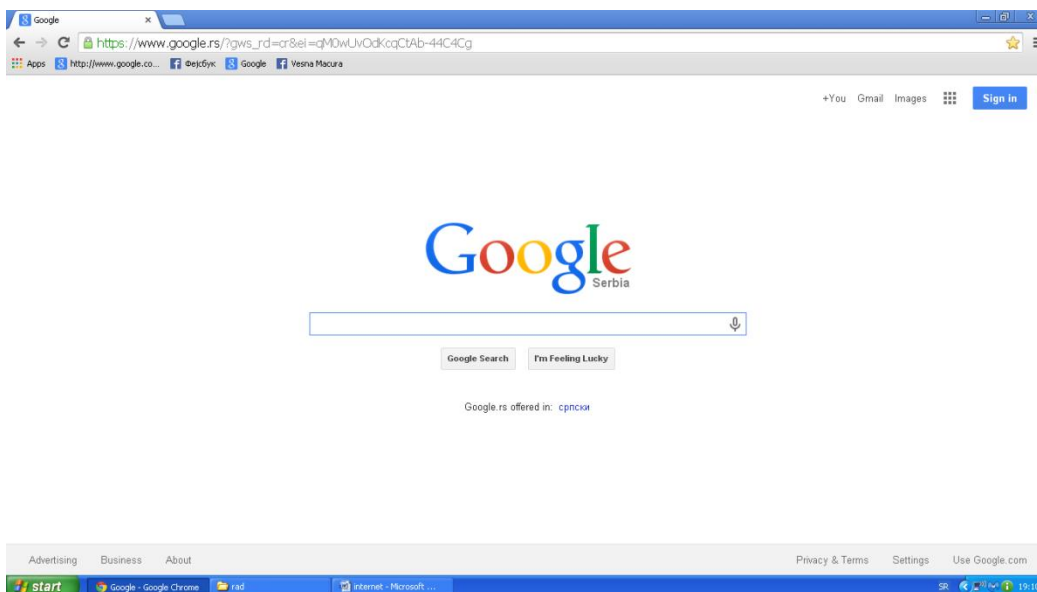 Google
https://www.google.rs/?gws_rd=cr&ei=qM0wUvOdKcqCtAb-44C4Cg
Apps http://www.google.co... Фејсбук Google Vesna Macura
+You Gmail Images Sign in
Google
Serbia
Google Search I'm Feeling Lucky
Google.rs offered in: српски
Advertising Business About Privacy & Terms Settings Use Google.com
start Google - Google Chrome rad internet - Microsoft ... SR